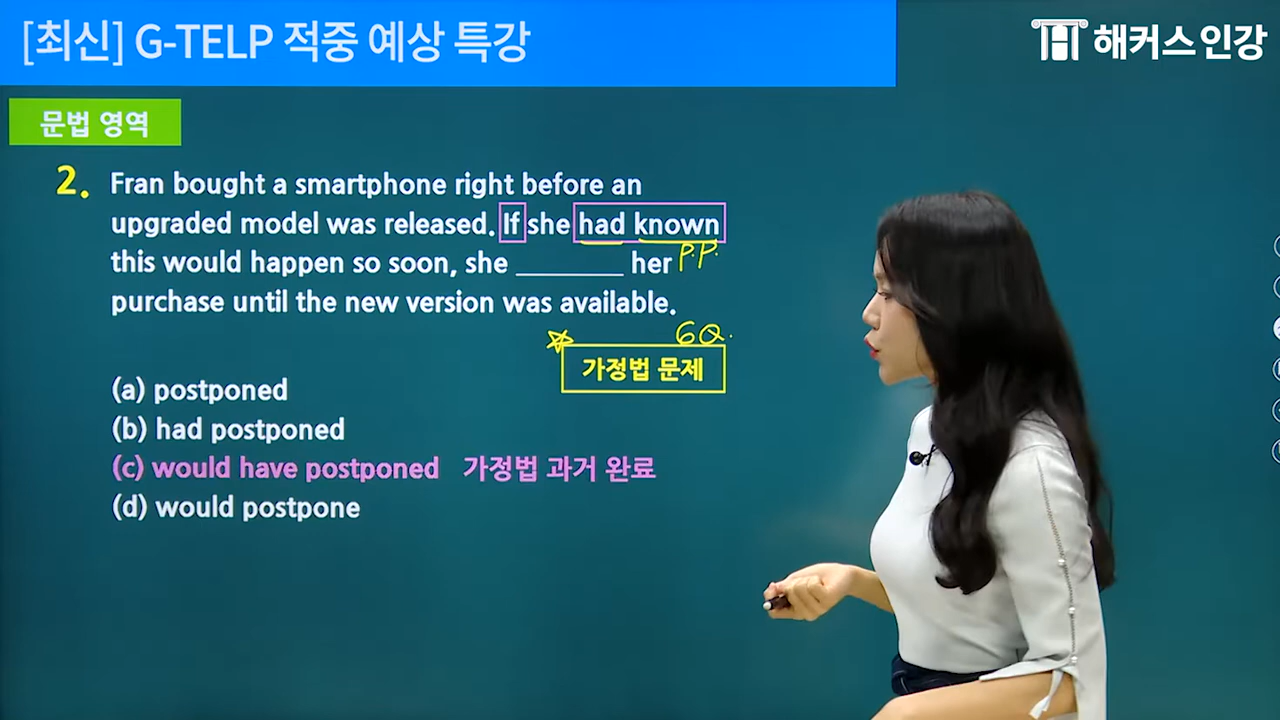 [최신] G-TELP 적중 예상 특강
해커스인강
문법 영역
2. Fran bought a smartphone right before an
upgraded model was released. If she had known
this would happen so soon, she ________ her P.P.
purchase until the new version was available.
6Q.
가정법 문제
(a) postponed
(b) had postponed
(c) would have postponed 가정법 과거 완료
(d) would postpone